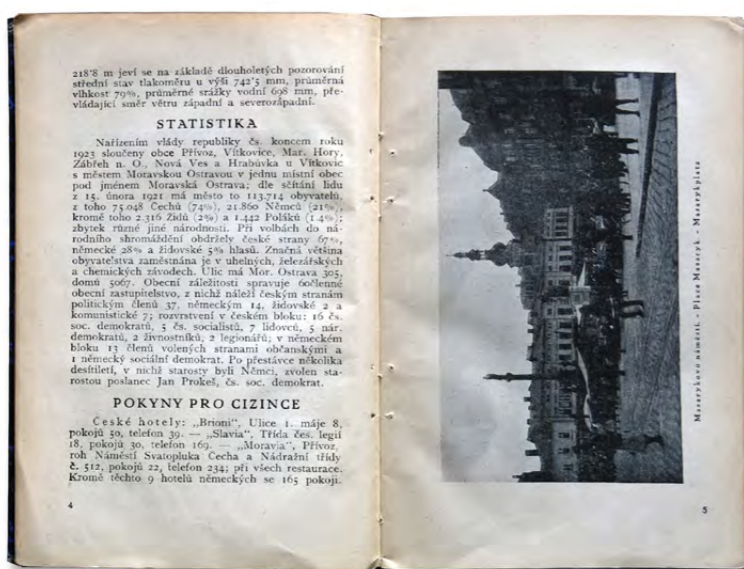 218'8 m jeví se na základě dlouholetých pozorování
střední stav tlakoměru u výši 742'5 mm, průměrná
vlhkost 79%, průměrné srážky vodní 698 mm, pře-
vládající směr větru západní a severozápadní.
STATISTIKA
Nařízením vlády republiky čs. koncem roku
1923 sloučeny obce Přívoz, Vítkovice, Mar. Hory,
Zábřeh n. O., Nová Ves a Hrabůvka u Vítkovic
s městem Moravskou Ostravou v jednu místní obec
pod jménem Moravská Ostrava; dle sčítání lidu
z 15. února 1921 má město to 113.714 obyvatelů,
z toho 75.048 Čechů (74%), 21.860 Němců (21%),
kromě toho 2.316 Židů (2%) a 1.442 Poláků (1.4%);
zbytek různé jiné národnosti. Při volbách do ná-
rodního shromáždění obdržely české strany 67%,
německé 28% a židovské 5% hlasů. Značná většina
obyvatelstva zaměstnána je v uhelných, železářských
a chemických závodech. Ulic má Mor. Ostrava 305,
domů 5067. Obecní záležitosti spravuje 60členné
obecní zastupitelstvo, z nichž náleží českým stranám
politickým členů 37, německým 14, židovské 2 a
komunistické 7; rozvrstvení v českém bloku: 16 čs.
soc. demokratů, 5 čs. socialistů, 7 lidovců, 5 nár.
demokratů, 2 živnostníků, 2 legionářů; v německém
bloku 13 členů volených stranami občanskými a
1 německý sociální demokrat. Po přestávce několika
desítiletí, v nichž starosty byli Němci, zvolen sta-
rostou poslanec Jan Prokeš, čs. soc. demokrat.
POKYNY PRO CIZINCE
České hotely: „Brioni", Ulice 1. máje 8,
pokojů 50, telefon 39. — „Slavia", Třída čes. legií
18, pokojů 30, telefon 169. — „Moravia", Přívoz,
roh Náměstí Svatopluka Čecha a Nádražní třídy
č. 512, pokojů 22, telefon 234; při všech restaurace.
Kromě těchto 9 hotelů německých se 165 pokoji.
4
Masarykovo náměstí. - Place Masaryk. - Masarykplatz
5